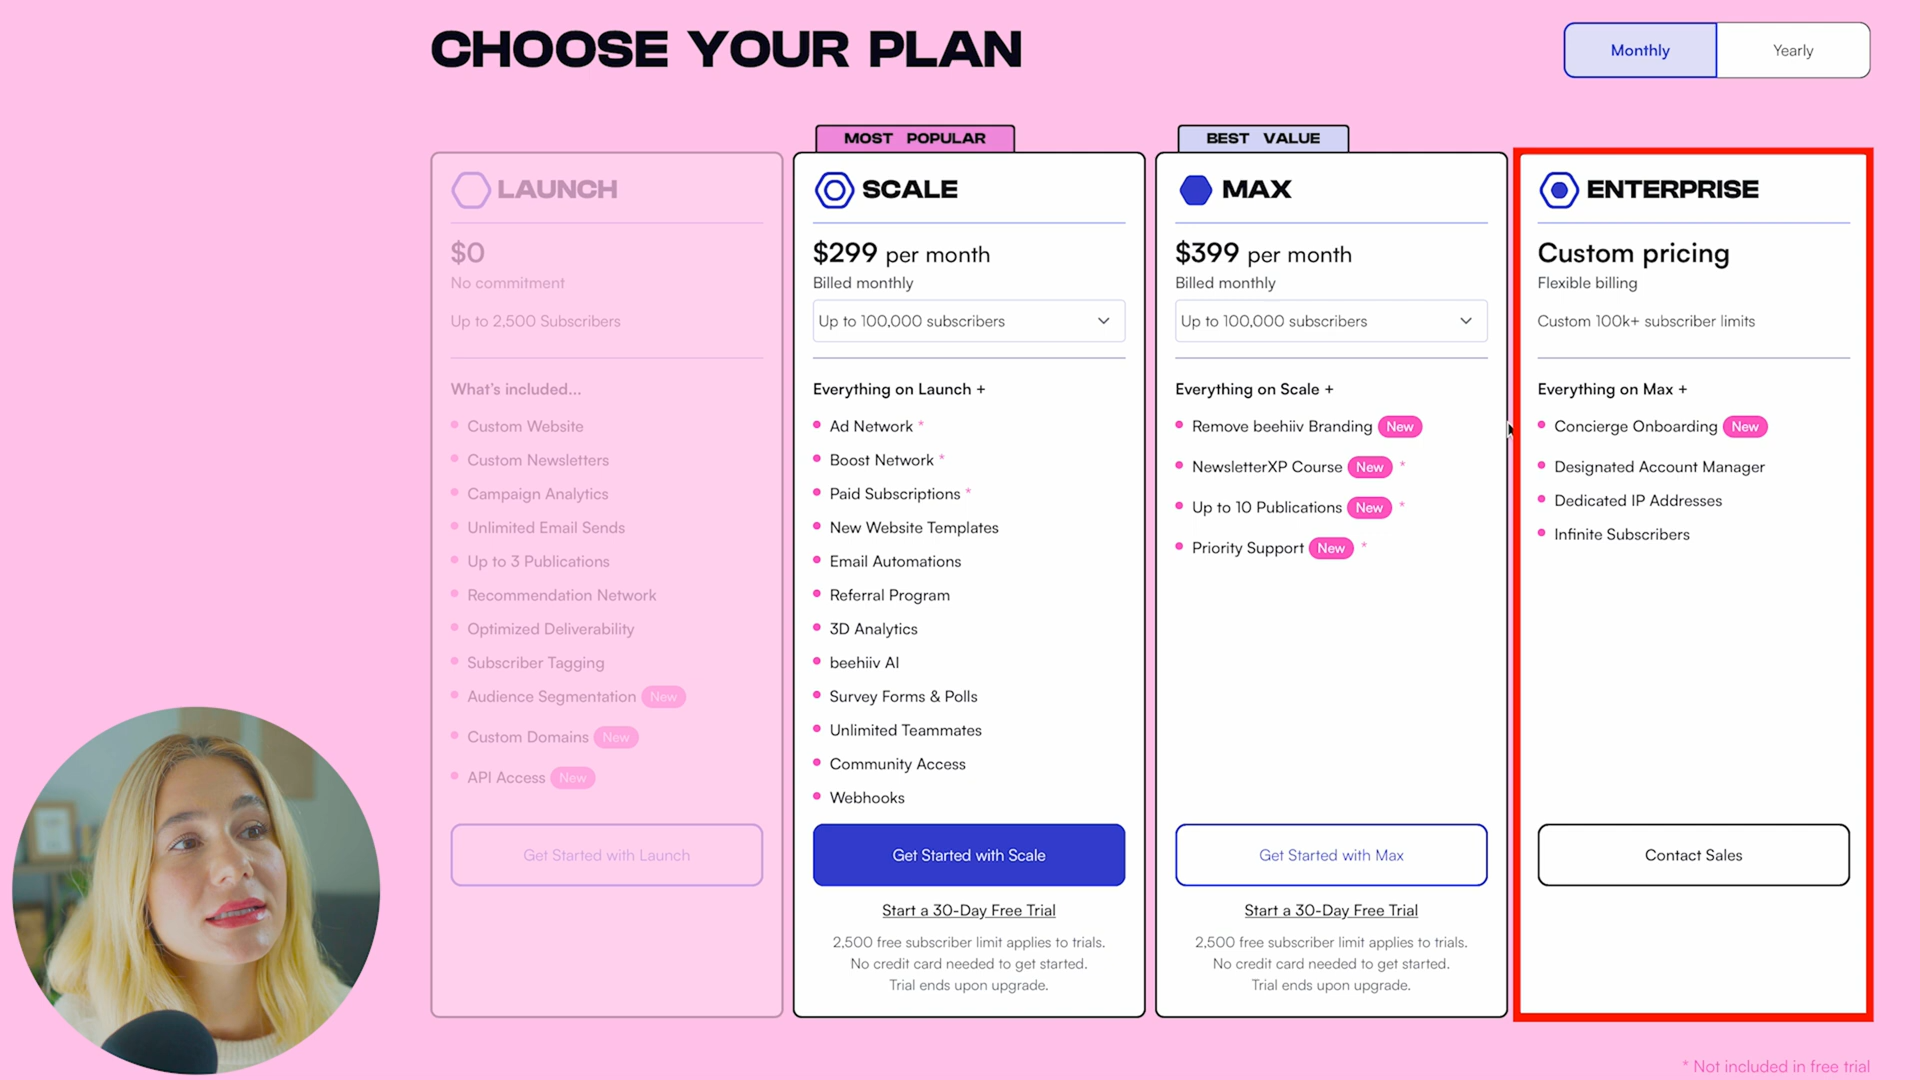 CHOOSE YOUR PLAN
Monthly
Yearly
LAUNCH
$0
No commitment
Up to 2,500 Subscribers
What's included...
Custom Website
Custom Newsletters
Campaign Analytics
Unlimited Email Sends
Up to 3 Publications
Recommendation Network
Optimized Deliverability
Subscriber Tagging
Audience Segmentation New
Custom Domains New
API Access New
Get Started with Launch
MOST POPULAR
SCALE
$299 per month
Billed monthly
Up to 100,000 subscribers
Everything on Launch +
Ad Network *
Boost Network *
Paid Subscriptions *
New Website Templates
Email Automations
Referral Program
3D Analytics
beehiiv AI
Survey Forms & Polls
Unlimited Teammates
Community Access
Webhooks
Get Started with Scale
Start a 30-Day Free Trial
2,500 free subscriber limit applies to trials.
No credit card needed to get started.
Trial ends upon upgrade.
BEST VALUE
MAX
$399 per month
Billed monthly
Up to 100,000 subscribers
Everything on Scale +
Remove beehiiv Branding New
NewsletterXP Course New *
Up to 10 Publications New *
Priority Support New *
Get Started with Max
Start a 30-Day Free Trial
2,500 free subscriber limit applies to trials.
No credit card needed to get started.
Trial ends upon upgrade.
ENTERPRISE
Custom pricing
Flexible billing
Custom 100k+ subscriber limits
Everything on Max +
Concierge Onboarding New
Designated Account Manager
Dedicated IP Addresses
Infinite Subscribers
Contact Sales
* Not included in free trial